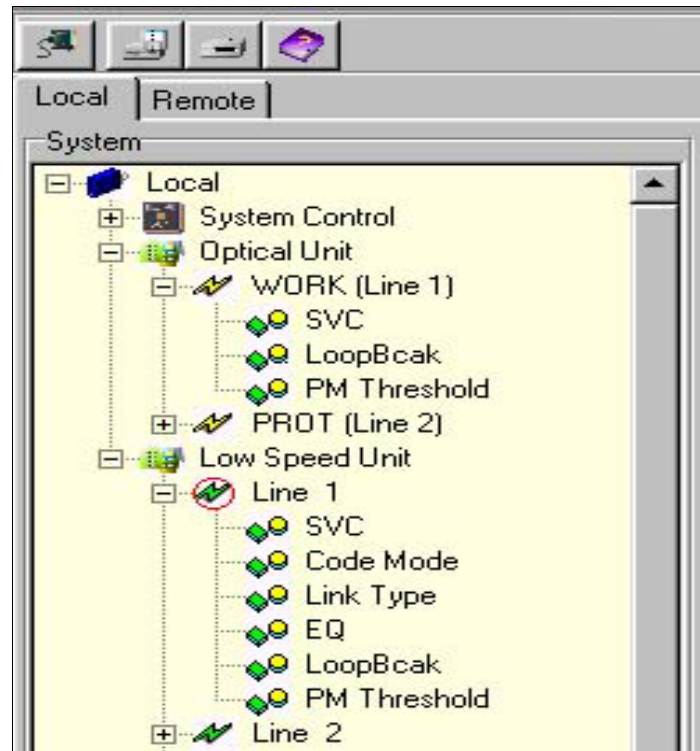 Local Remote
System
Local
System Control
Optical Unit
WORK (Line 1)
SVC
LoopBcak
PM Threshold
PROT (Line 2)
Low Speed Unit
Line 1
SVC
Code Mode
Link Type
EQ
LoopBcak
PM Threshold
Line 2